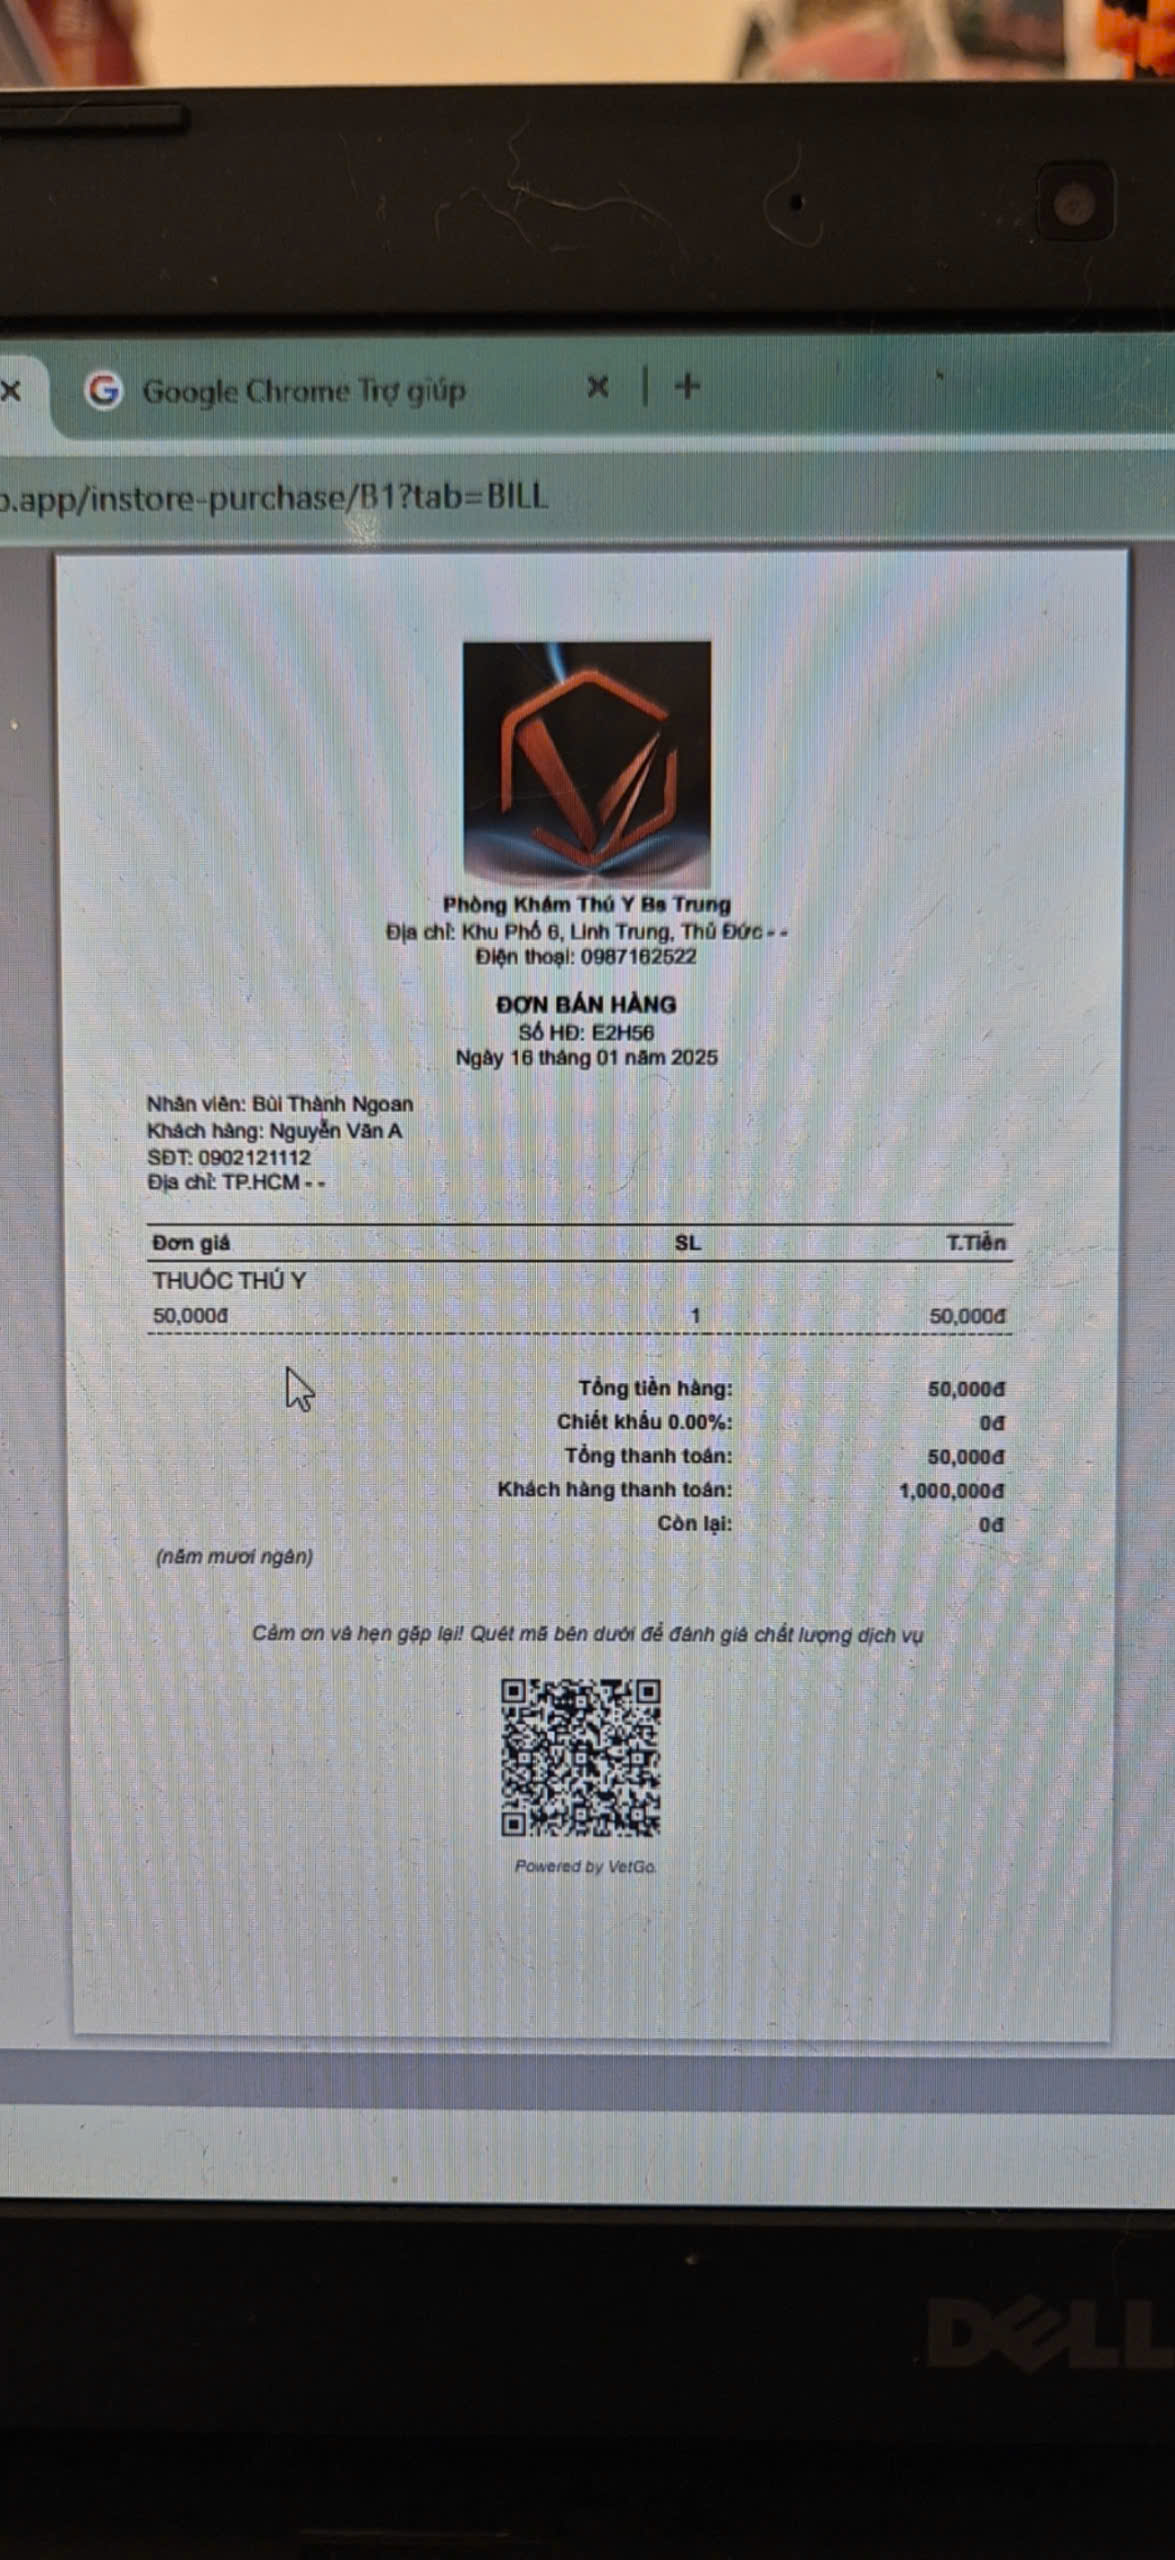 Google Chrome Trợ giúp
.app/instore-purchase/B1?tab=BILL
Phòng Khám Thú Y Bs Trung
Địa chỉ: Khu Phố 6, Linh Trung, Thủ Đức - -
Điện thoại: 0987162522
ĐƠN BÁN HÀNG
Số HĐ: E2H56
Ngày 16 tháng 01 năm 2025
Nhân viên: Bùi Thành Ngoan
Khách hàng: Nguyễn Văn A
SĐT: 0902121112
Địa chỉ: TP.HCM - -
Đơn giá SL T.Tiền
THUỐC THÚ Y
50,000đ 1 50,000đ
Tổng tiền hàng: 50,000đ
Chiết khấu 0.00%: 0đ
Tổng thanh toán: 50,000đ
Khách hàng thanh toán: 1,000,000đ
Còn lại: 0đ
(năm mươi ngàn)
Cảm ơn và hẹn gặp lại! Quét mã bên dưới để đánh giá chất lượng dịch vụ
Powered by VetGo.
DELL